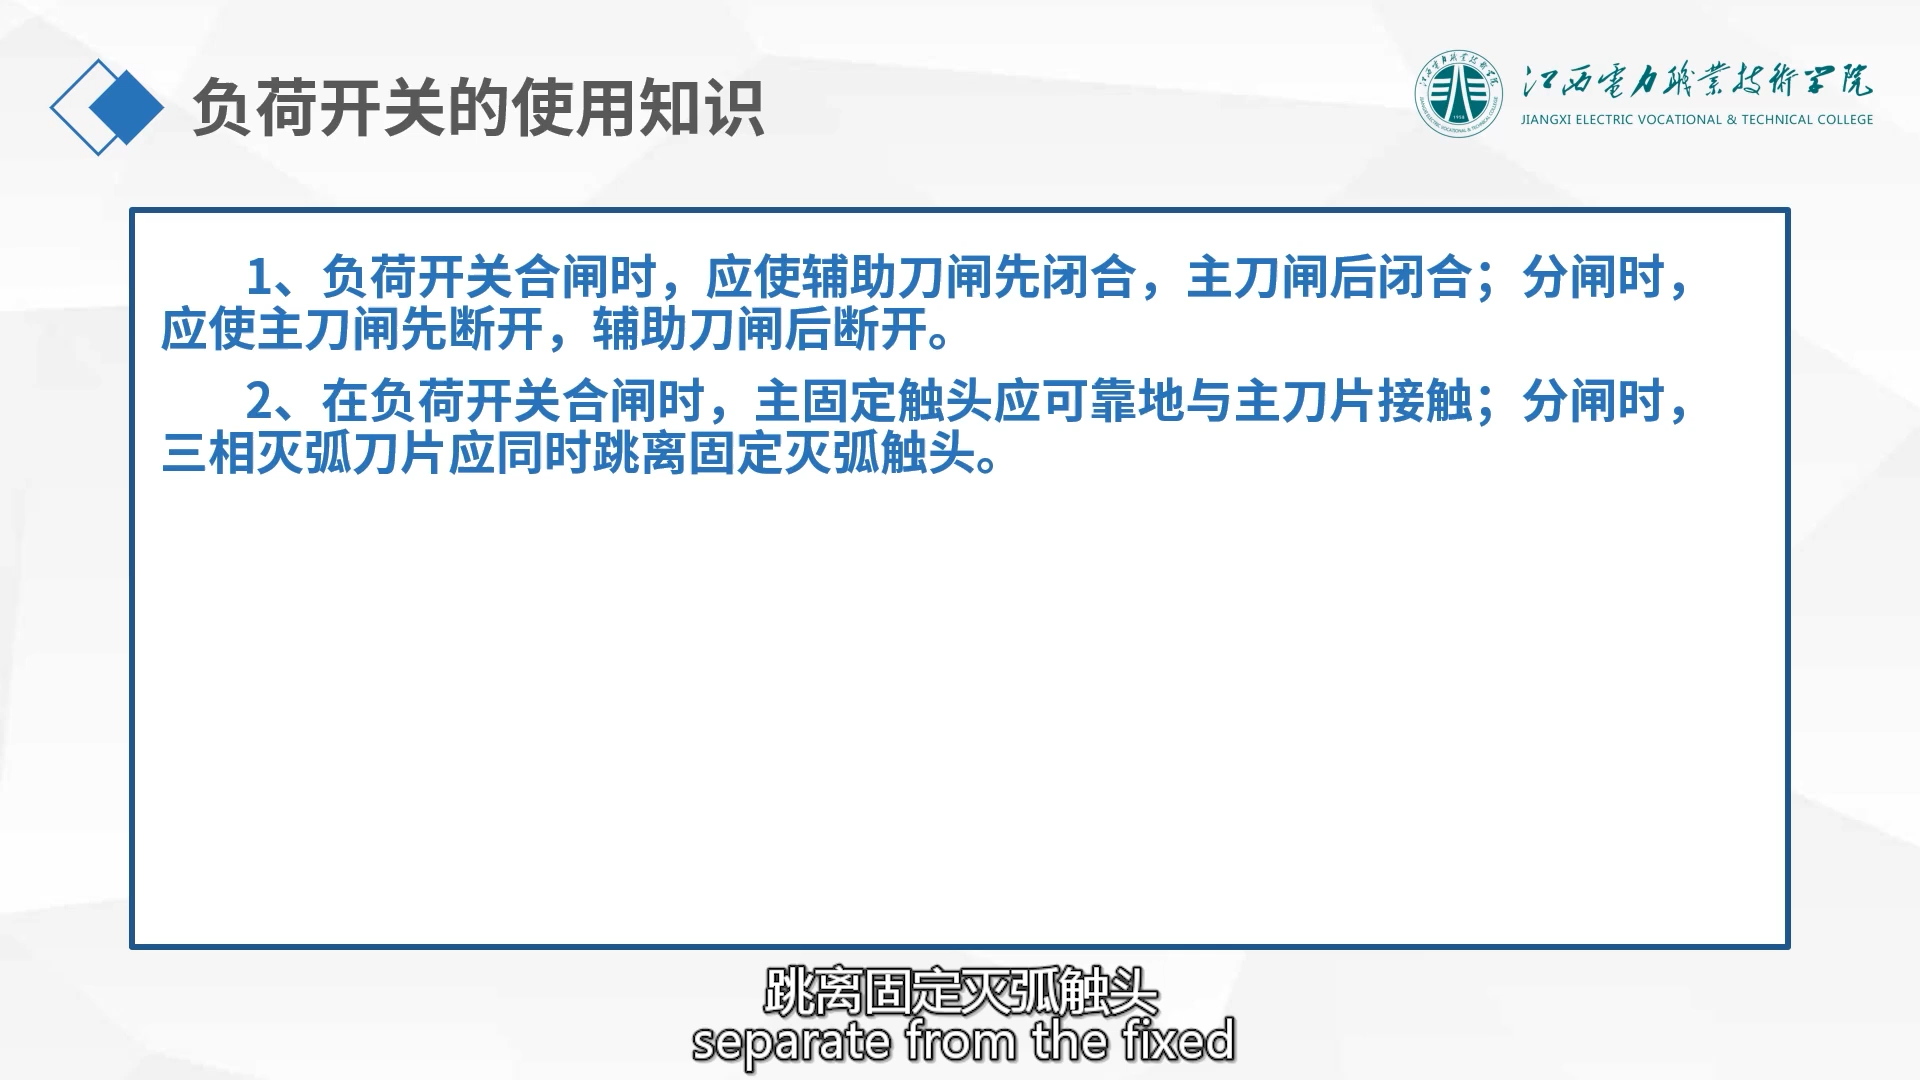 负荷开关的使用知识
江西電力職業技術学院
JIANGXI ELECTRIC VOCATIONAL & TECHNICAL COLLEGE
1、负荷开关合闸时，应使辅助刀闸先闭合，主刀闸后闭合；分闸时，
应使主刀闸先断开，辅助刀闸后断开。
2、在负荷开关合闸时，主固定触头应可靠地与主刀片接触；分闸时，
三相灭弧刀片应同时跳离固定灭弧触头。
跳离固定灭弧触头
separate from the fixed